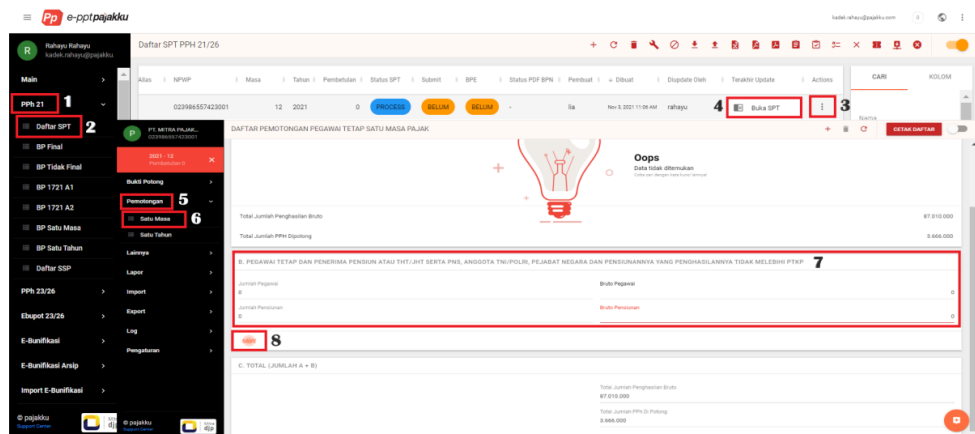 Pp e-pptpajakku
kadek.rahayu@pajakku.com
R Rahayu Rahayu
kadek.rahayu@pajakku.
Daftar SPT PPH 21/26
Main
PPh 21 1
Daftar SPT 2
BP Final
BP Tidak Final
BP 1721 A1
BP 1721 A2
BP Satu Masa
BP Satu Tahun
Daftar SSP
PPh 23/26
Ebupot 23/26
E-Bunifikasi
E-Bunifikasi Arsip
Import E-Bunifikasi
© pajakku
Support Center
Alias NPWP Masa Tahun Pembetulan Status SPT Submit BPE Status PDF BPN Pembuat Dibuat Diupdate Oleh Terakhir Update Actions
023986557423001 12 2021 0 PROCESS BELUM BELUM - lia Nov 3, 2021 11:06 AM rahayu 4 Buka SPT 3
CARI KOLOM
Nama
P PT. MITRA PAJAK...
023986557423001
2021 - 12
Pembetulan 0
Bukti Potong
Pemotongan 5
Satu Masa 6
Satu Tahun
Lainnya
Lapor
Import
Export
Log
Pengaturan
© pajakku
Support Center
djp
DAFTAR PEMOTONGAN PEGAWAI TETAP SATU MASA PAJAK
CETAK DAFTAR
Oops
Data tidak ditemukan
Total Jumlah Penghasilan Bruto 87.010.000
Total Jumlah PPH Dipotong 3.666.000
B. PEGAWAI TETAP DAN PENERIMA PENSIUN ATAU THT/JHT SERTA PNS, ANGGOTA TNI/POLRI, PEJABAT NEGARA DAN PENSIUNANNYA YANG PENGHASILANNYA TIDAK MELEBIHI PTKP 7
Jumlah Pegawai Bruto Pegawai
0 0
Jumlah Pensiunan Bruto Pensiunan
0 0
SAVE 8
C. TOTAL (JUMLAH A + B)
Total Jumlah Penghasilan Bruto
87.010.000
Total Jumlah PPH Di Potong
3.666.000